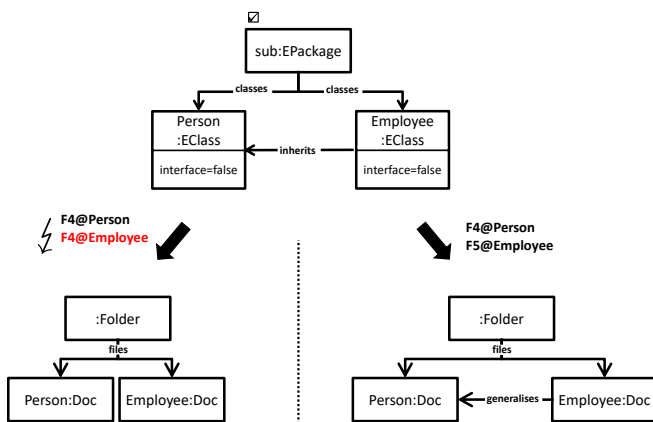 sub:EPackage
classes
classes
Person
:EClass
interface=false
inherits
Employee
:EClass
interface=false
F4@Person
F4@Employee
F4@Person
F5@Employee
:Folder
files
Person:Doc
Employee:Doc
:Folder
files
Person:Doc
generalises
Employee:Doc